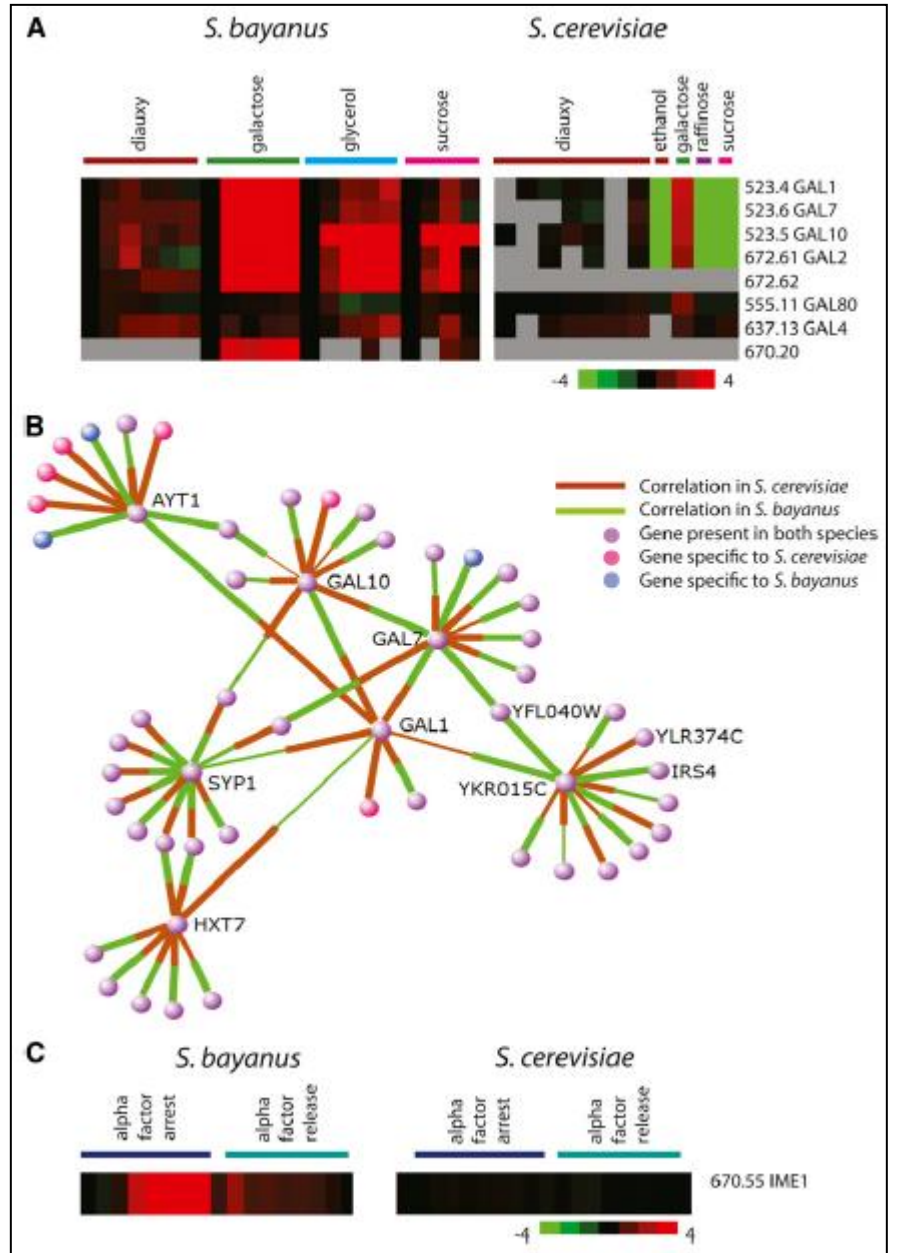 A
S. bayanus
S. cerevisiae
diauxy
galactose
glycerol
sucrose
diauxy
ethanol
galactose
raffinose
sucrose
523.4 GAL1
523.6 GAL7
523.5 GAL10
672.61 GAL2
672.62
555.11 GAL80
637.13 GAL4
670.20
-4
4
B
AYT1
GAL10
GAL7
YFL040W
GAL1
YLR374C
IRS4
YKR015C
SYP1
HXT7
Correlation in S. cerevisiae
Correlation in S. bayanus
Gene present in both species
Gene specific to S. cerevisiae
Gene specific to S. bayanus
C
S. bayanus
S. cerevisiae
alpha
factor
arrest
alpha
factor
release
alpha
factor
arrest
alpha
factor
release
670.55 IME1
-4
4